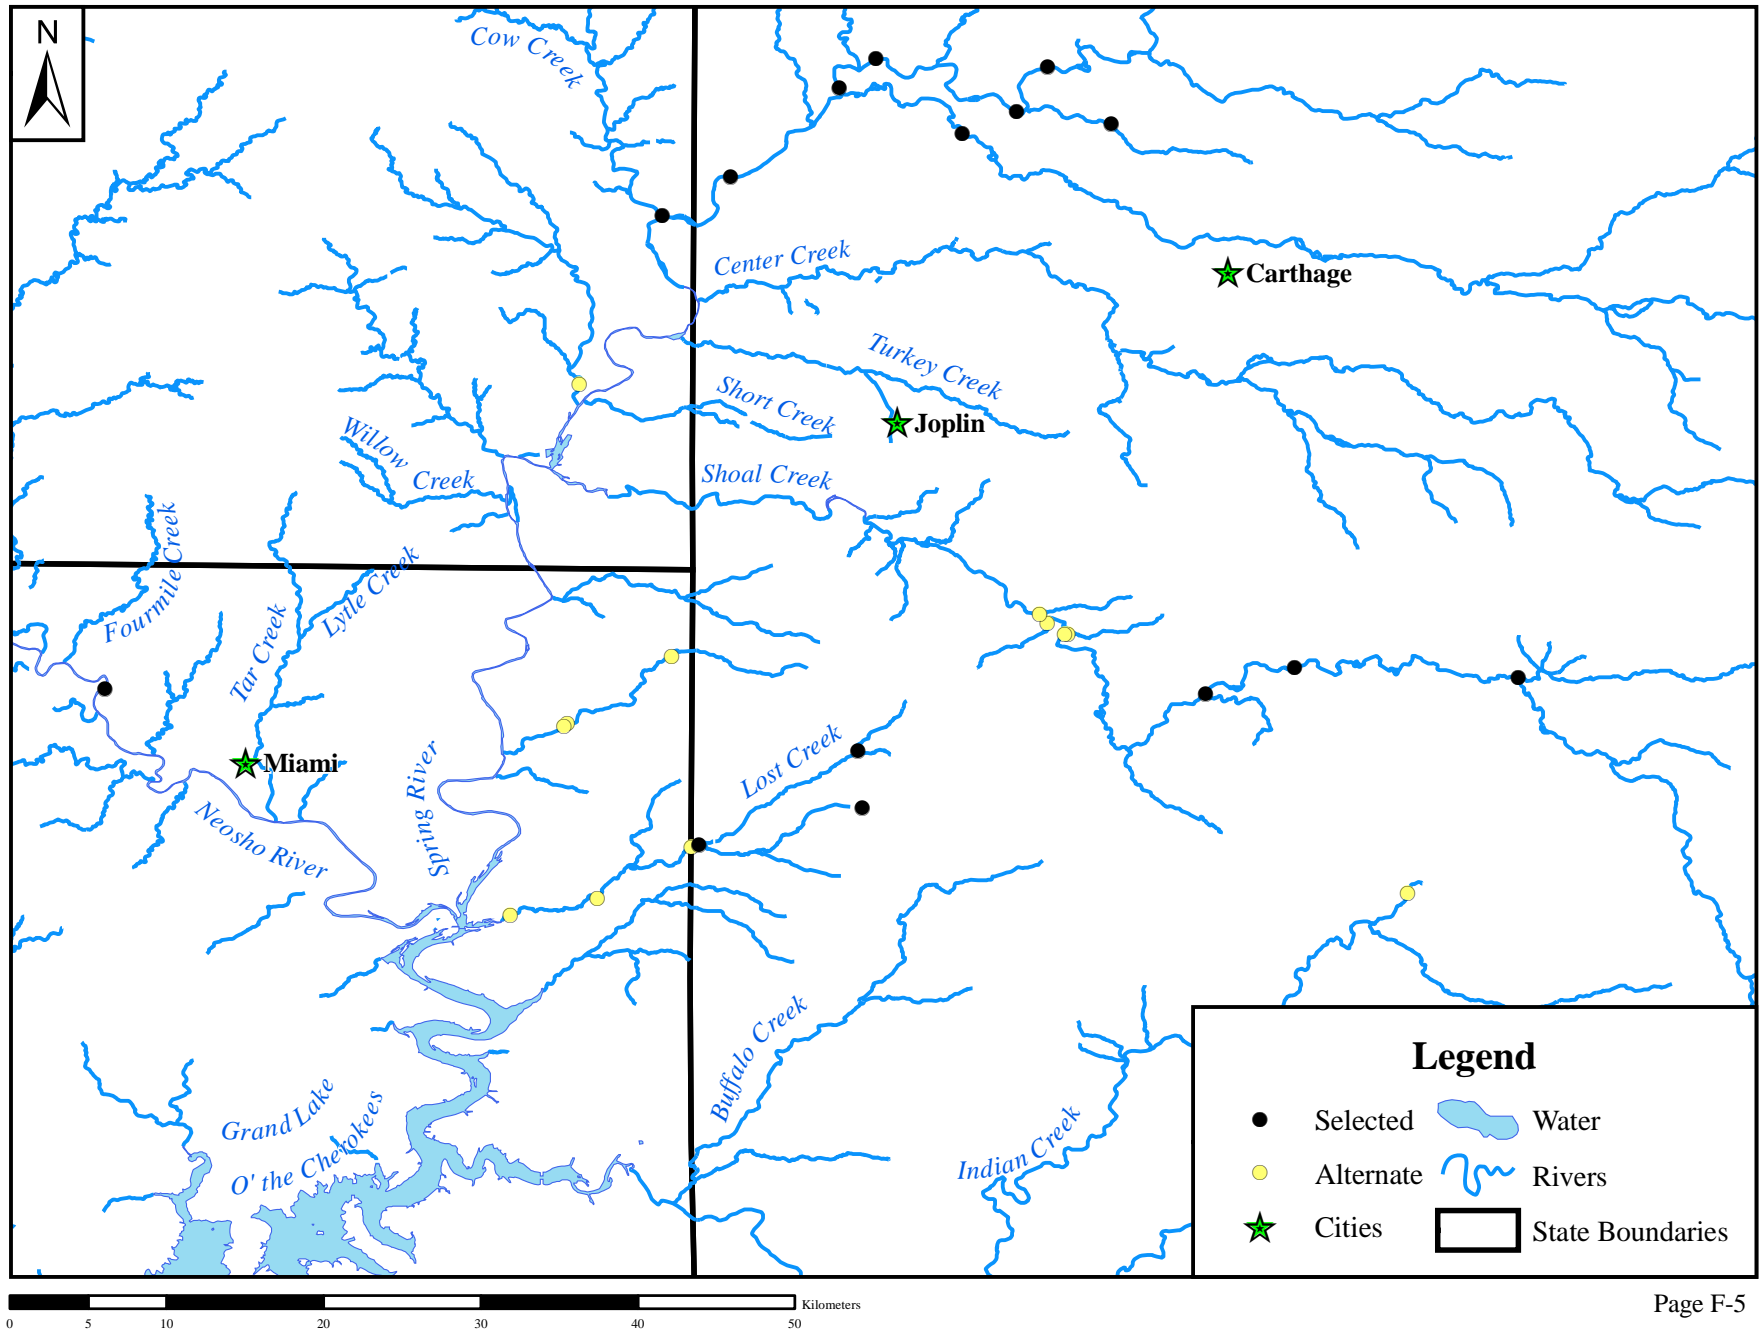 N
Cow Creek
Center Creek
Carthage
Turkey Creek
Short Creek
Joplin
Willow
Creek
Shoal Creek
Fourmile Creek
Lytle Creek
Tar Creek
Miami
Lost Creek
Spring River
Neosho River
Buffalo Creek
Grand Lake
O' the Cherokees
Indian Creek
Legend
Selected
Water
Alternate
Rivers
Cities
State Boundaries
Kilometers
0 5 10 20 30 40 50
Page F-5